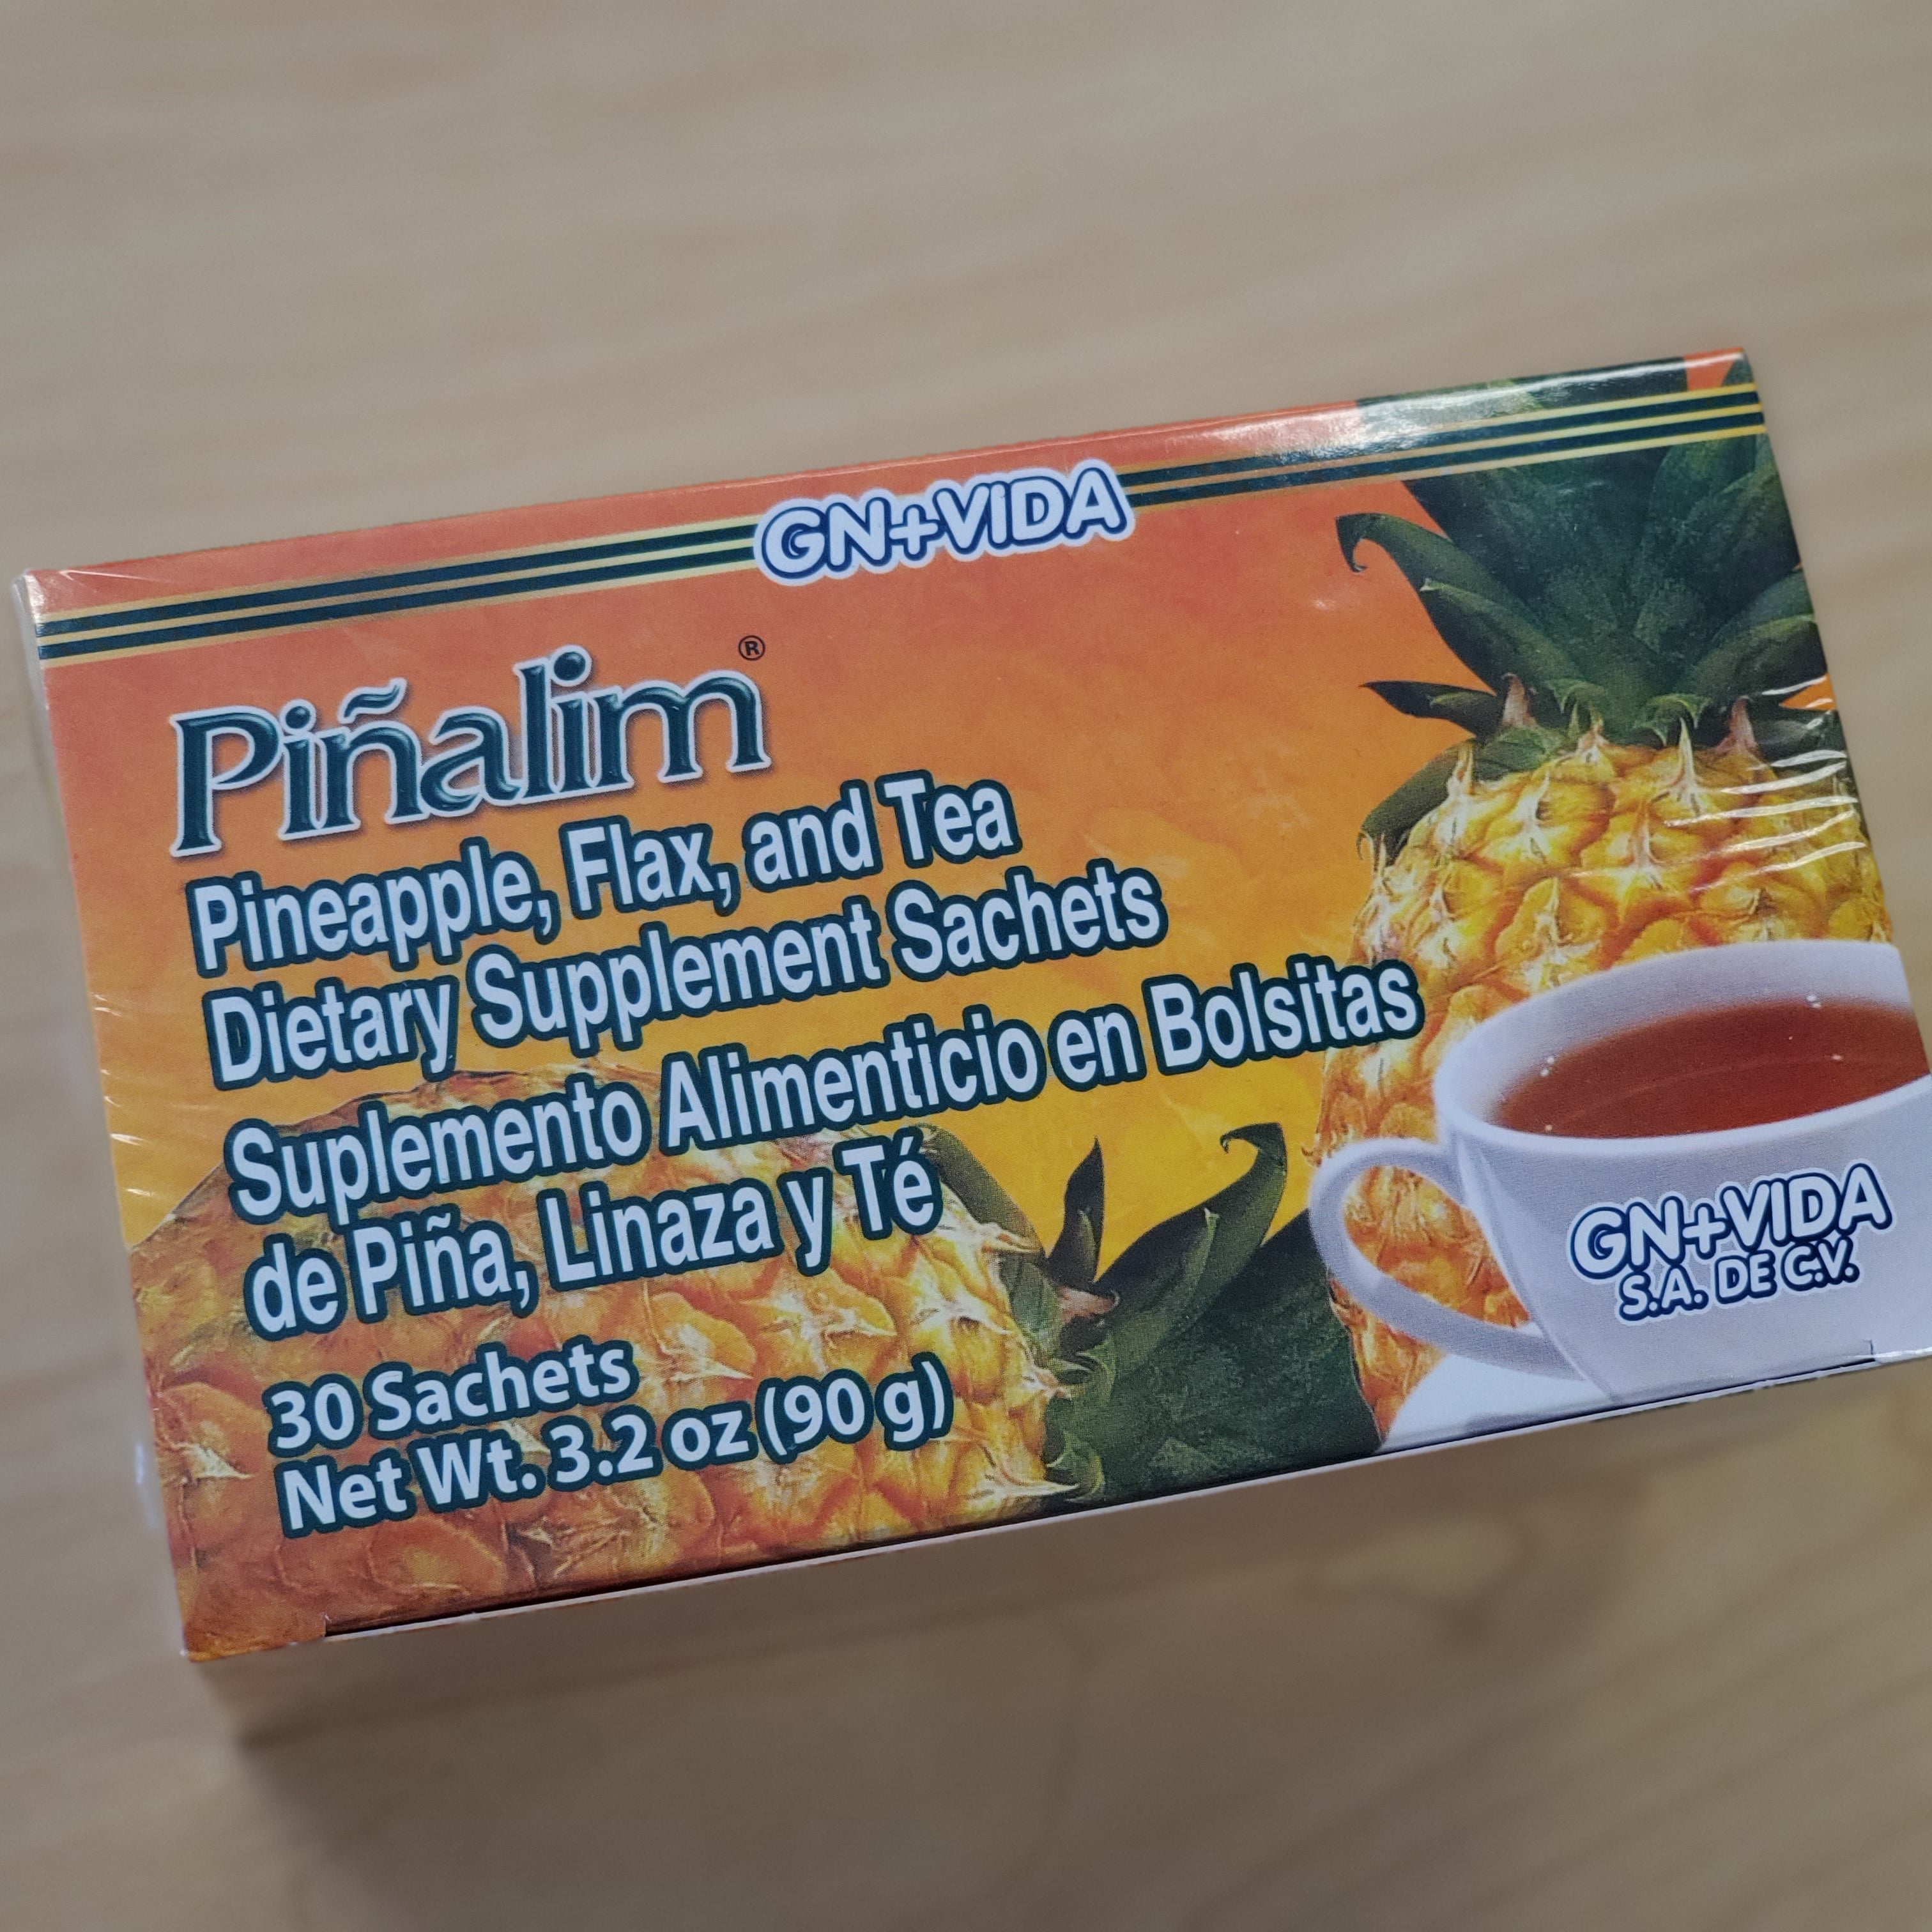 GN+VIDA
Piñalim®
Pineapple, Flax, and Tea
Dietary Supplement Sachets
Suplemento Alimenticio en Bolsitas
de Piña, Linaza y Té
30 Sachets
Net Wt. 3.2 oz (90 g)
GN+VIDA
S.A. DE C.V.